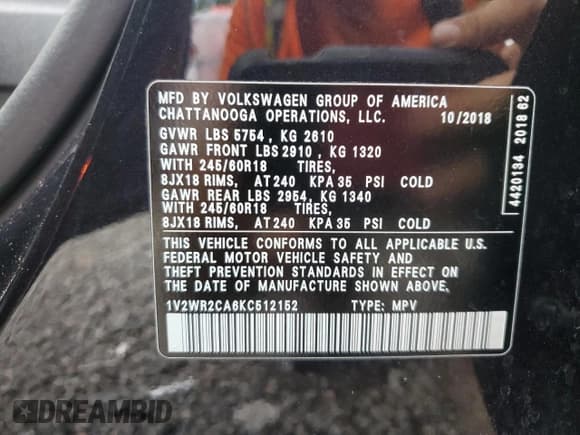 MFD BY VOLKSWAGEN GROUP OF AMERICA
CHATTANOOGA OPERATIONS, LLC. 10/2018
GVWR LBS 5754 , KG 2610
GAWR FRONT LBS 2910 , KG 1320
WITH 245/60R18 TIRES,
8JX18 RIMS, AT 240 KPA 35 PSI COLD
GAWR REAR LBS 2954, KG 1340
WITH 245/60R18 TIRES,
8JX18 RIMS, AT 240 KPA 35 PSI COLD
THIS VEHICLE CONFORMS TO ALL APPLICABLE U.S.
FEDERAL MOTOR VEHICLE SAFETY AND
THEFT PREVENTION STANDARDS IN EFFECT ON
THE DATE OF MANUFACTURE SHOWN ABOVE.
1V2WR2CA6KC512152 TYPE: MPV
4420134 2018 62
DREAMBID